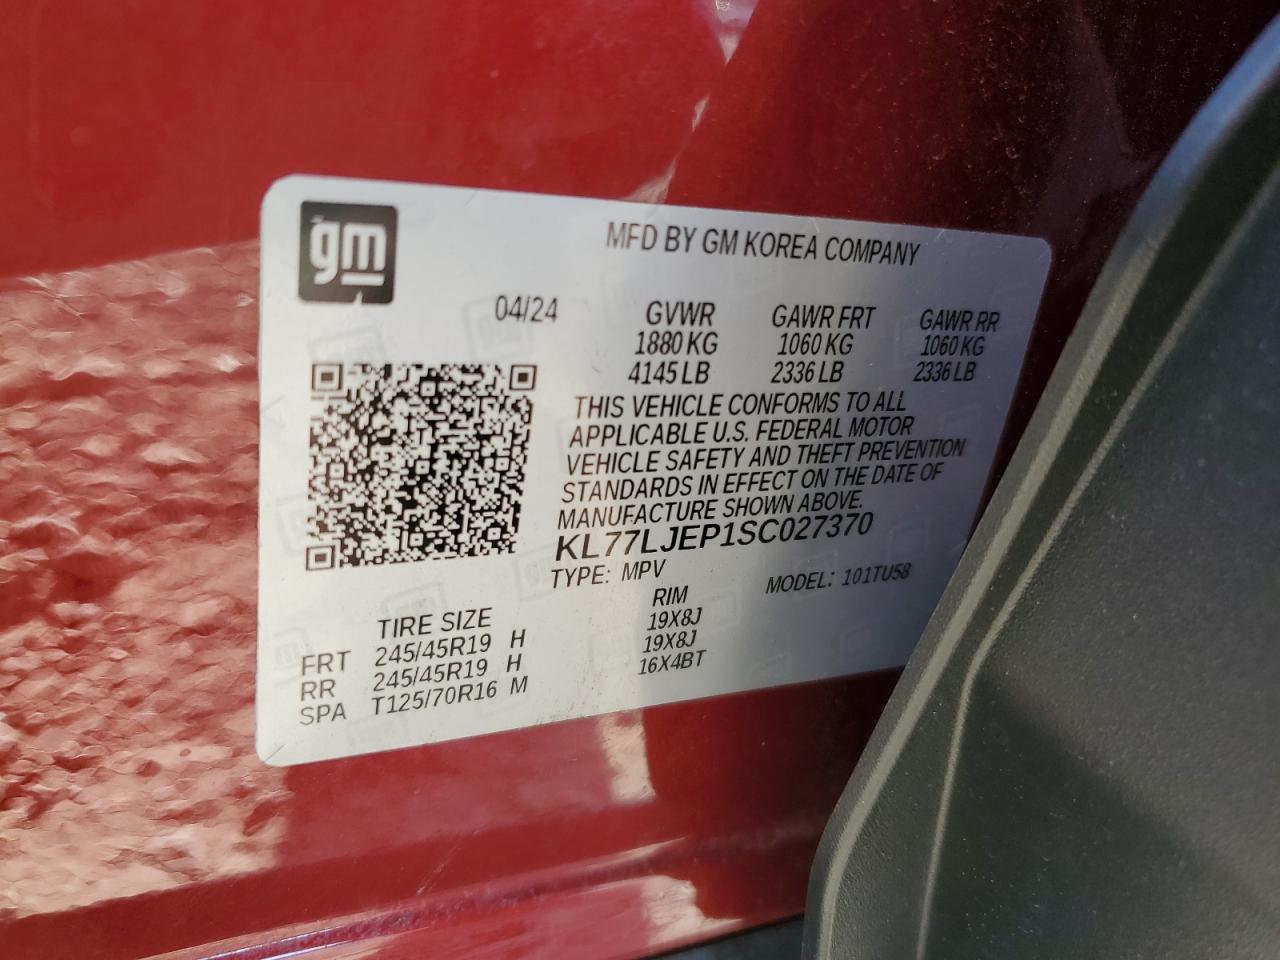 gm
MFD BY GM KOREA COMPANY
04/24 GVWR GAWR FRT GAWR RR
1880 KG 1060 KG 1060 KG
4145 LB 2336 LB 2336 LB
THIS VEHICLE CONFORMS TO ALL
APPLICABLE U.S. FEDERAL MOTOR
VEHICLE SAFETY AND THEFT PREVENTION
STANDARDS IN EFFECT ON THE DATE OF
MANUFACTURE SHOWN ABOVE.
KL77LJEP1SC027370
TYPE: MPV MODEL: 101TU58
TIRE SIZE RIM
FRT 245/45R19 H 19X8J
RR 245/45R19 H 19X8J
SPA T125/70R16 M 16X4BT